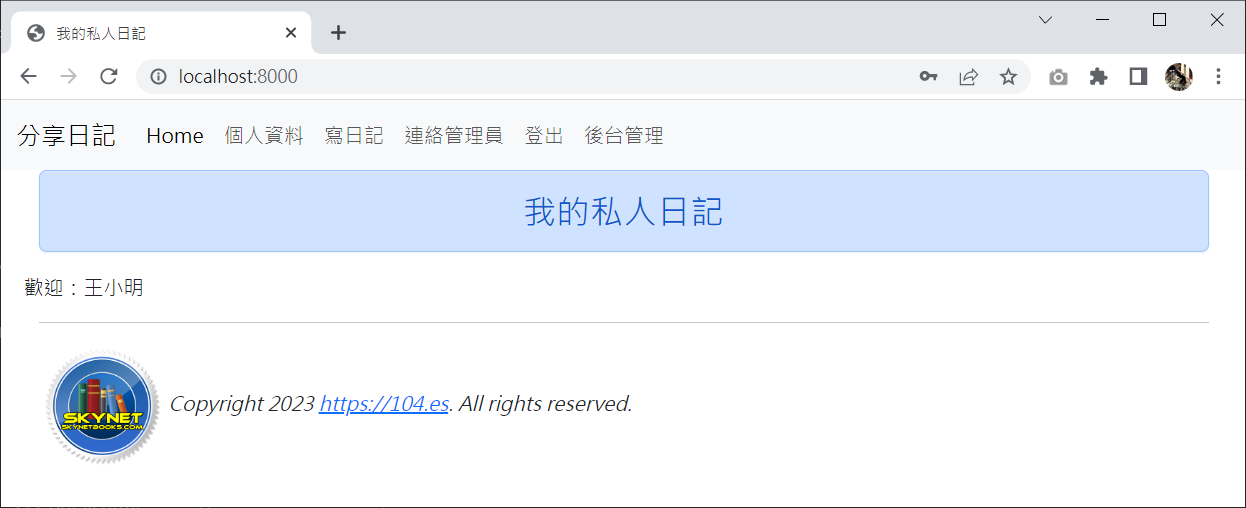 我的私人日記
localhost:8000
分享日記 Home 個人資料 寫日記 連絡管理員 登出 後台管理
我的私人日記
歡迎：王小明
SKYNET
SKYNETBOOKS.COM
Copyright 2023 https://104.es. All rights reserved.